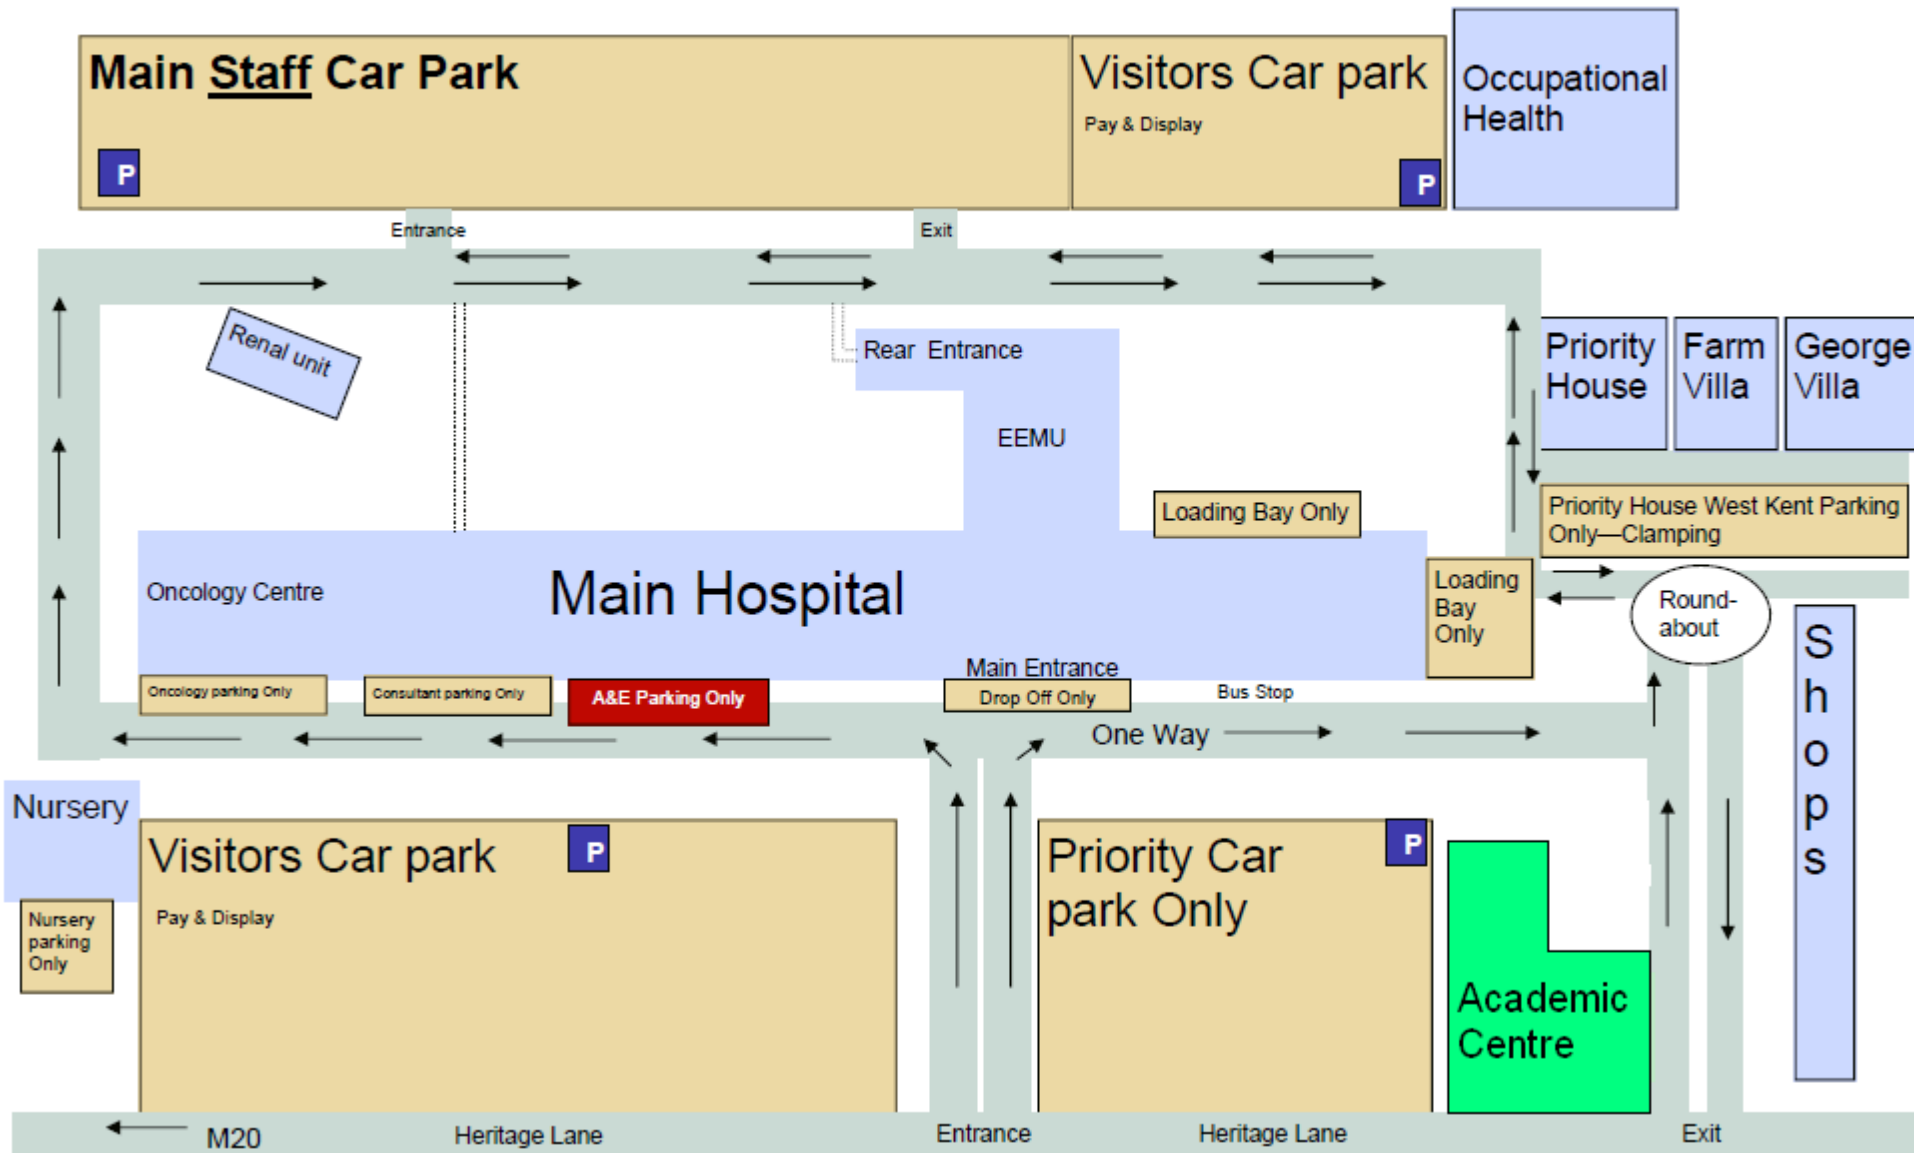 Main Staff Car Park
P
Visitors Car park
Pay & Display
P
Occupational
Health
Entrance
Exit
Renal unit
Rear Entrance
EEMU
Priority
House
Farm
Villa
George
Villa
Loading Bay Only
Priority House West Kent Parking
Only—Clamping
Oncology Centre
Main Hospital
Loading
Bay
Only
Round-
about
Shops
Main Entrance
Oncology parking Only
Consultant parking Only
A&E Parking Only
Drop Off Only
Bus Stop
One Way
Nursery
Nursery
parking
Only
Visitors Car park
P
Pay & Display
Priority Car
park Only
P
Academic
Centre
M20
Heritage Lane
Entrance
Heritage Lane
Exit